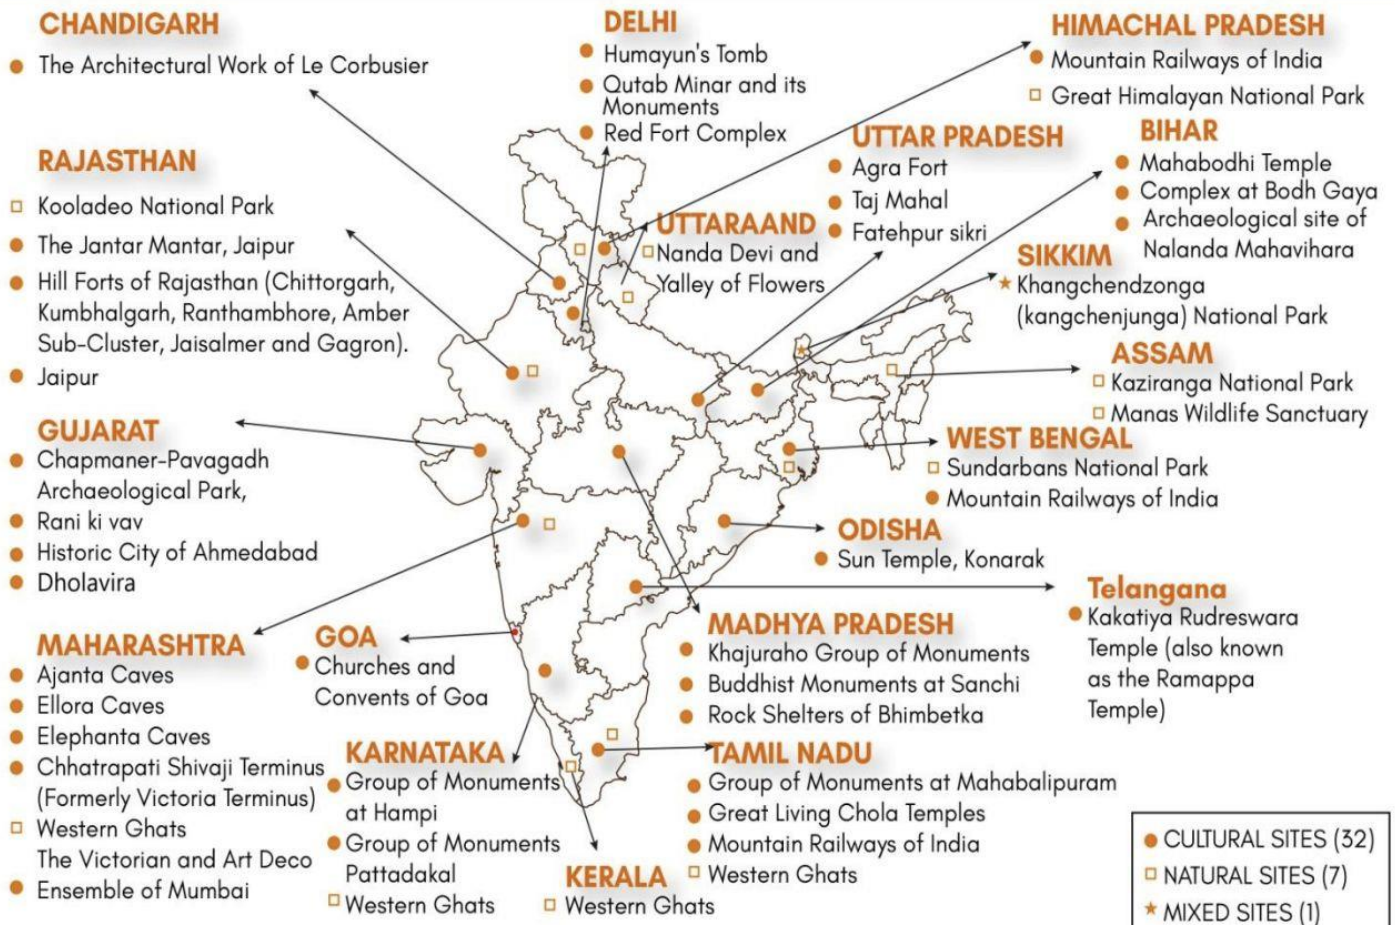 CHANDIGARH
The Architectural Work of Le Corbusier
RAJASTHAN
Kooladeo National Park
The Jantar Mantar, Jaipur
Hill Forts of Rajasthan (Chittorgarh,
Kumbhalgarh, Ranthambhore, Amber
Sub-Cluster, Jaisalmer and Gagron).
Jaipur
GUJARAT
Chapmaner-Pavagadh
Archaeological Park,
Rani ki vav
Historic City of Ahmedabad
Dholavira
MAHARASHTRA
Ajanta Caves
Ellora Caves
Elephanta Caves
Chhatrapati Shivaji Terminus
(Formerly Victoria Terminus)
Western Ghats
The Victorian and Art Deco
Ensemble of Mumbai
GOA
Churches and
Convents of Goa
KARNATAKA
Group of Monuments
at Hampi
Group of Monuments
Pattadakal
Western Ghats
KERALA
Western Ghats
DELHI
Humayun's Tomb
Qutab Minar and its
Monuments
Red Fort Complex
UTTARAAND
Nanda Devi and
Yalley of Flowers
UTTAR PRADESH
Agra Fort
Taj Mahal
Fatehpur sikri
HIMACHAL PRADESH
Mountain Railways of India
Great Himalayan National Park
BIHAR
Mahabodhi Temple
Complex at Bodh Gaya
Archaeological site of
Nalanda Mahavihara
SIKKIM
Khangchendzonga
(kangchenjunga) National Park
ASSAM
Kaziranga National Park
Manas Wildlife Sanctuary
WEST BENGAL
Sundarbans National Park
Mountain Railways of India
ODISHA
Sun Temple, Konarak
Telangana
Kakatiya Rudreswara
Temple (also known
as the Ramappa
Temple)
MADHYA PRADESH
Khajuraho Group of Monuments
Buddhist Monuments at Sanchi
Rock Shelters of Bhimbetka
TAMIL NADU
Group of Monuments at Mahabalipuram
Great Living Chola Temples
Mountain Railways of India
Western Ghats
CULTURAL SITES (32)
NATURAL SITES (7)
MIXED SITES (1)